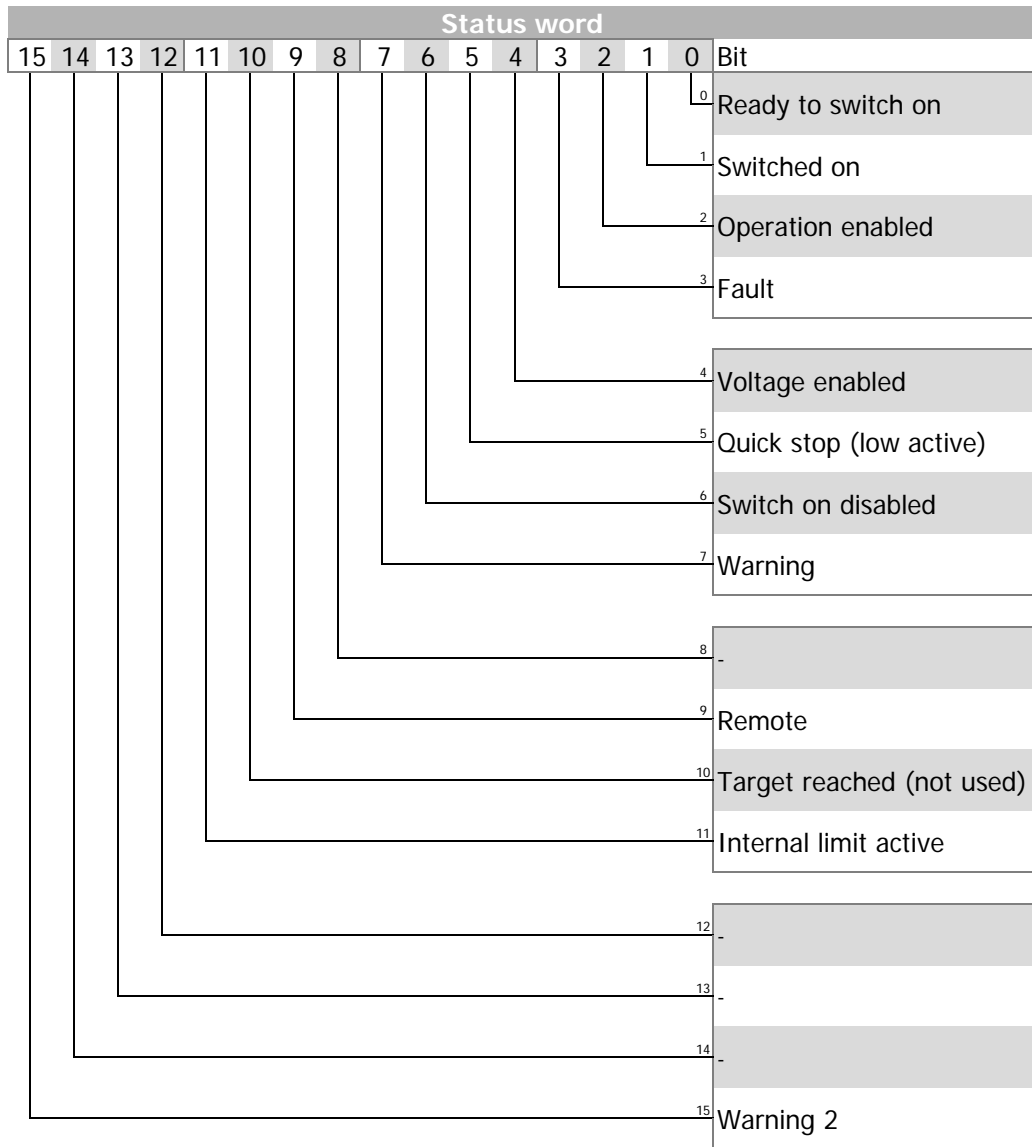 Status word
15 14 13 12 11 10 9 8 7 6 5 4 3 2 1 0 Bit
0 Ready to switch on
1 Switched on
2 Operation enabled
3 Fault
4 Voltage enabled
5 Quick stop (low active)
6 Switch on disabled
7 Warning
8 -
9 Remote
10 Target reached (not used)
11 Internal limit active
12 -
13 -
14 -
15 Warning 2